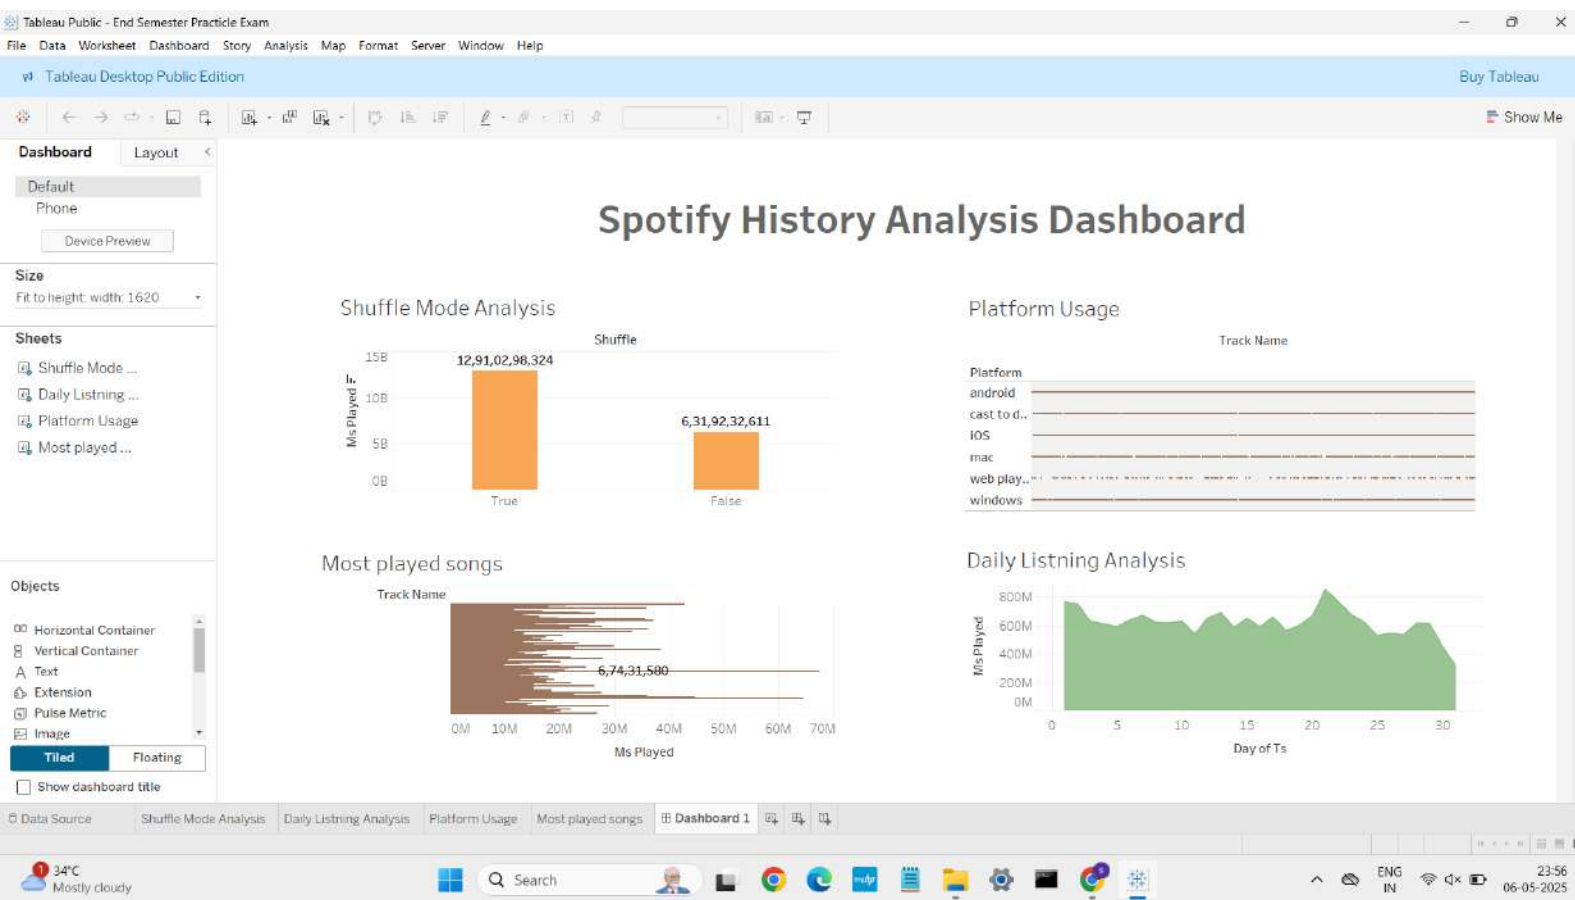 Tableau Public - End Semester Practicle Exam
File Data Worksheet Dashboard Story Analysis Map Format Server Window Help
Tableau Desktop Public Edition
Buy Tableau
Show Me
Dashboard
Layout
Default
Phone
Device Preview
Size
Fit to height: width: 1620
Sheets
Shuffle Mode ...
Daily Listning ...
Platform Usage
Most played ...
Objects
Horizontal Container
Vertical Container
A Text
Extension
Pulse Metric
Image
Tiled
Floating
Show dashboard title
Spotify History Analysis Dashboard
Shuffle Mode Analysis
Shuffle
15B
10B
5B
0B
Ms Played
12,91,02,98,324
6,31,92,32,611
True
False
Platform Usage
Track Name
Platform
android
cast to d..
iOS
mac
web play..
windows
Most played songs
Track Name
6,74,31,580
0M 10M 20M 30M 40M 50M 60M 70M
Ms Played
Daily Listning Analysis
800M
600M
400M
200M
0M
Ms Played
0 5 10 15 20 25 30
Day of Ts
Data Source
Shuffle Mode Analysis
Daily Listning Analysis
Platform Usage
Most played songs
Dashboard 1
1
34°C
Mostly cloudy
Search
ENG
IN
23:56
06-05-2025